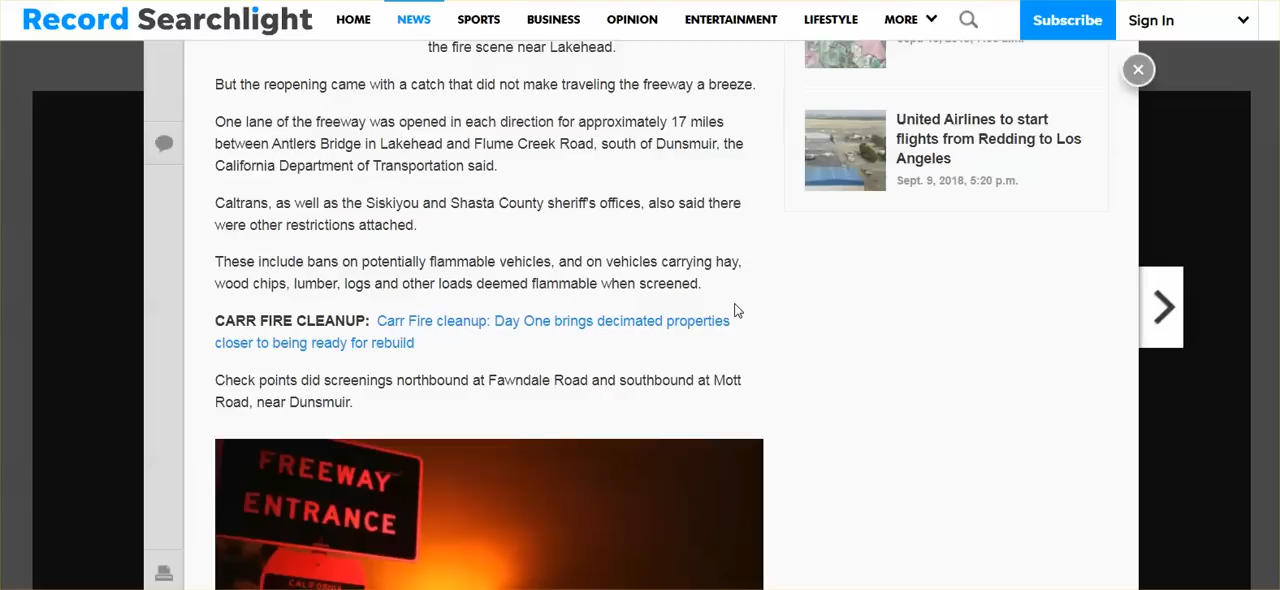 Record Searchlight HOME NEWS SPORTS BUSINESS OPINION ENTERTAINMENT LIFESTYLE MORE Subscribe Sign In
the fire scene near Lakehead.
But the reopening came with a catch that did not make traveling the freeway a breeze.
One lane of the freeway was opened in each direction for approximately 17 miles
between Antlers Bridge in Lakehead and Flume Creek Road, south of Dunsmuir, the
California Department of Transportation said.
Caltrans, as well as the Siskiyou and Shasta County sheriff's offices, also said there
were other restrictions attached.
These include bans on potentially flammable vehicles, and on vehicles carrying hay,
wood chips, lumber, logs and other loads deemed flammable when screened.
CARR FIRE CLEANUP: Carr Fire cleanup: Day One brings decimated properties
closer to being ready for rebuild
Check points did screenings northbound at Fawndale Road and southbound at Mott
Road, near Dunsmuir.
FREEWAY
ENTRANCE
CALIFORNIA
United Airlines to start
flights from Redding to Los
Angeles
Sept. 9, 2018, 5:20 p.m.